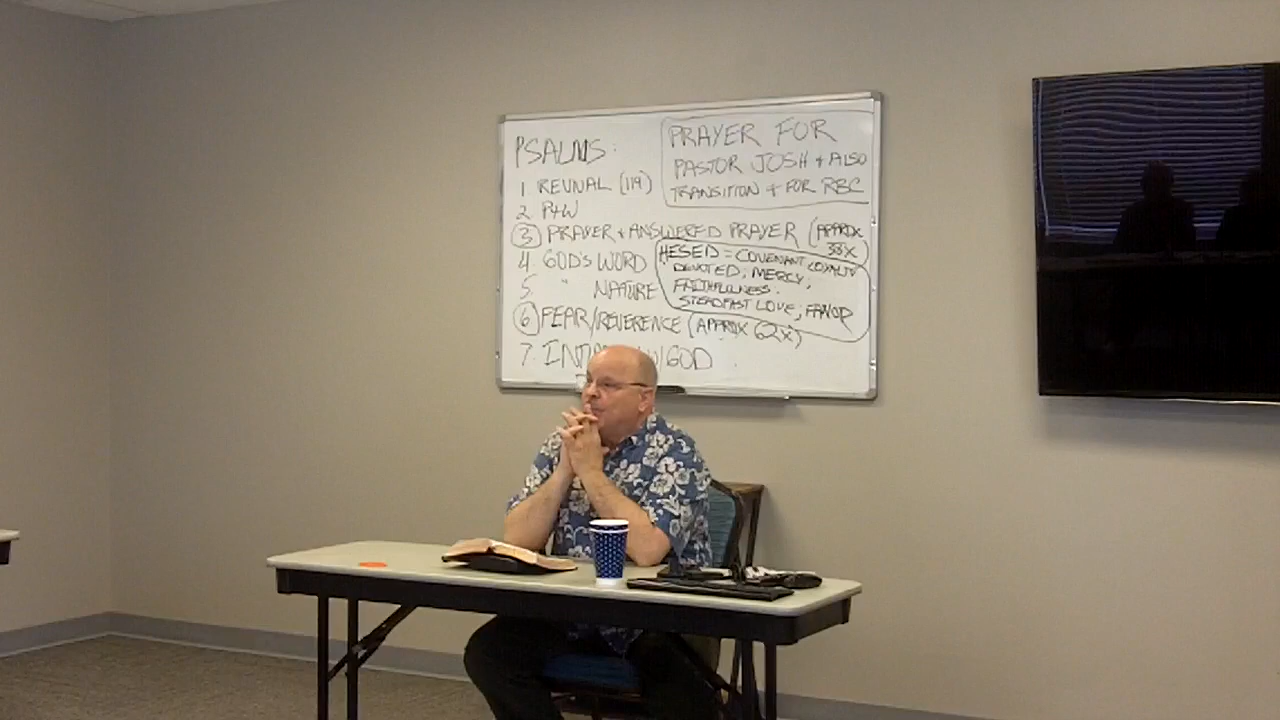 PSALMS:
1 REVIVAL (119)
2 P+W
3 PRAYER + ANSWERED PRAYER (APPROX 38X)
4 GOD'S WORD
5 " NATURE
6 FEAR/REVERENCE (APPROX 62X)
7. W/GOD
PRAYER FOR
PASTOR JOSH + ALSO
TRANSITION + FOR RBC
HESED = COVENANT LOYALTY
DEVOTED, MERCY,
FAITHFULNESS.
STEADFAST LOVE, FAVOR